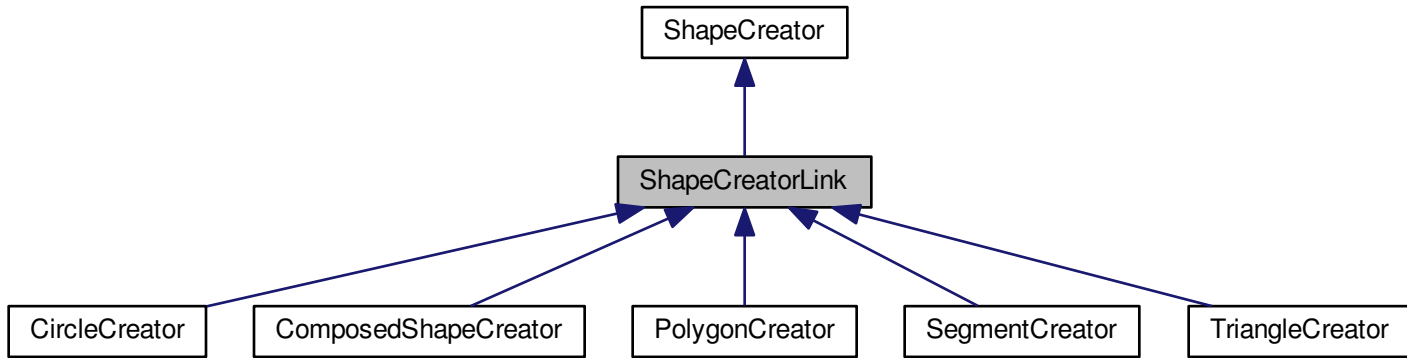 ShapeCreator
ShapeCreatorLink
CircleCreator
ComposedShapeCreator
PolygonCreator
SegmentCreator
TriangleCreator